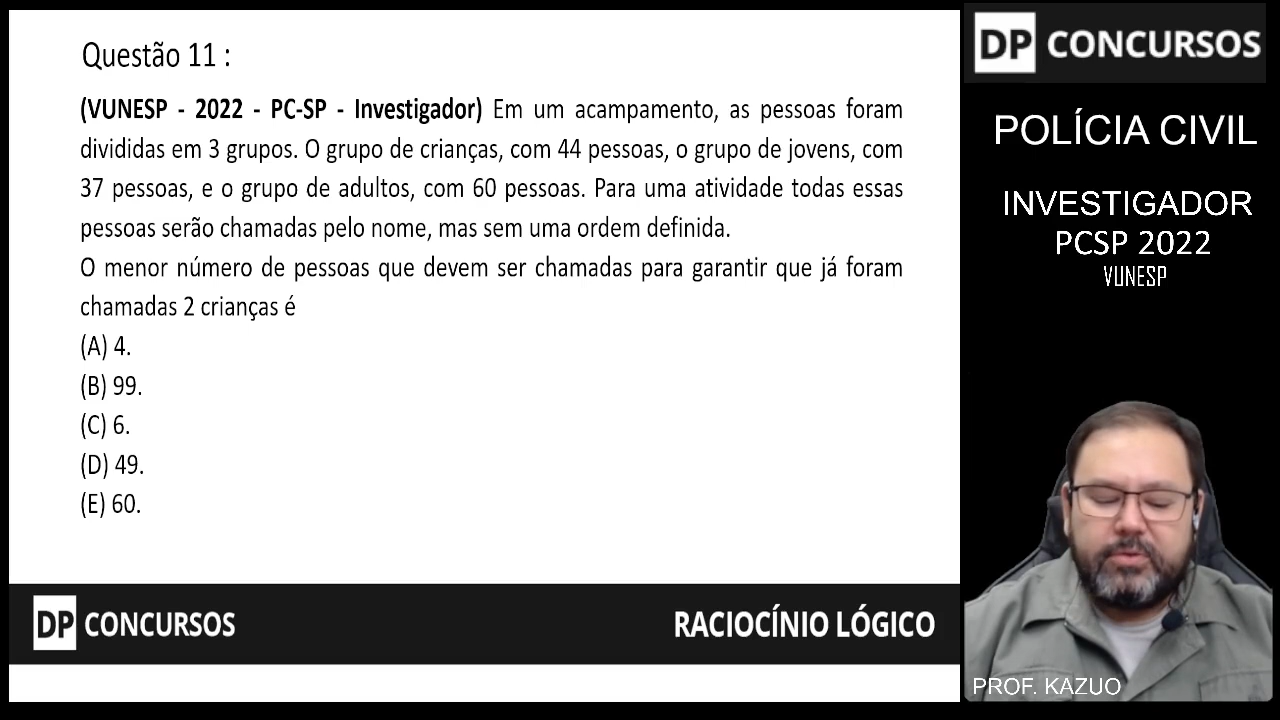 Questão 11 :
(VUNESP - 2022 - PC-SP - Investigador) Em um acampamento, as pessoas foram
divididas em 3 grupos. O grupo de crianças, com 44 pessoas, o grupo de jovens, com
37 pessoas, e o grupo de adultos, com 60 pessoas. Para uma atividade todas essas
pessoas serão chamadas pelo nome, mas sem uma ordem definida.
O menor número de pessoas que devem ser chamadas para garantir que já foram
chamadas 2 crianças é
(A) 4.
(B) 99.
(C) 6.
(D) 49.
(E) 60.
DP CONCURSOS
RACIOCÍNIO LÓGICO
DP CONCURSOS
POLÍCIA CIVIL
INVESTIGADOR
PCSP 2022
VUNESP
PROF. KAZUO